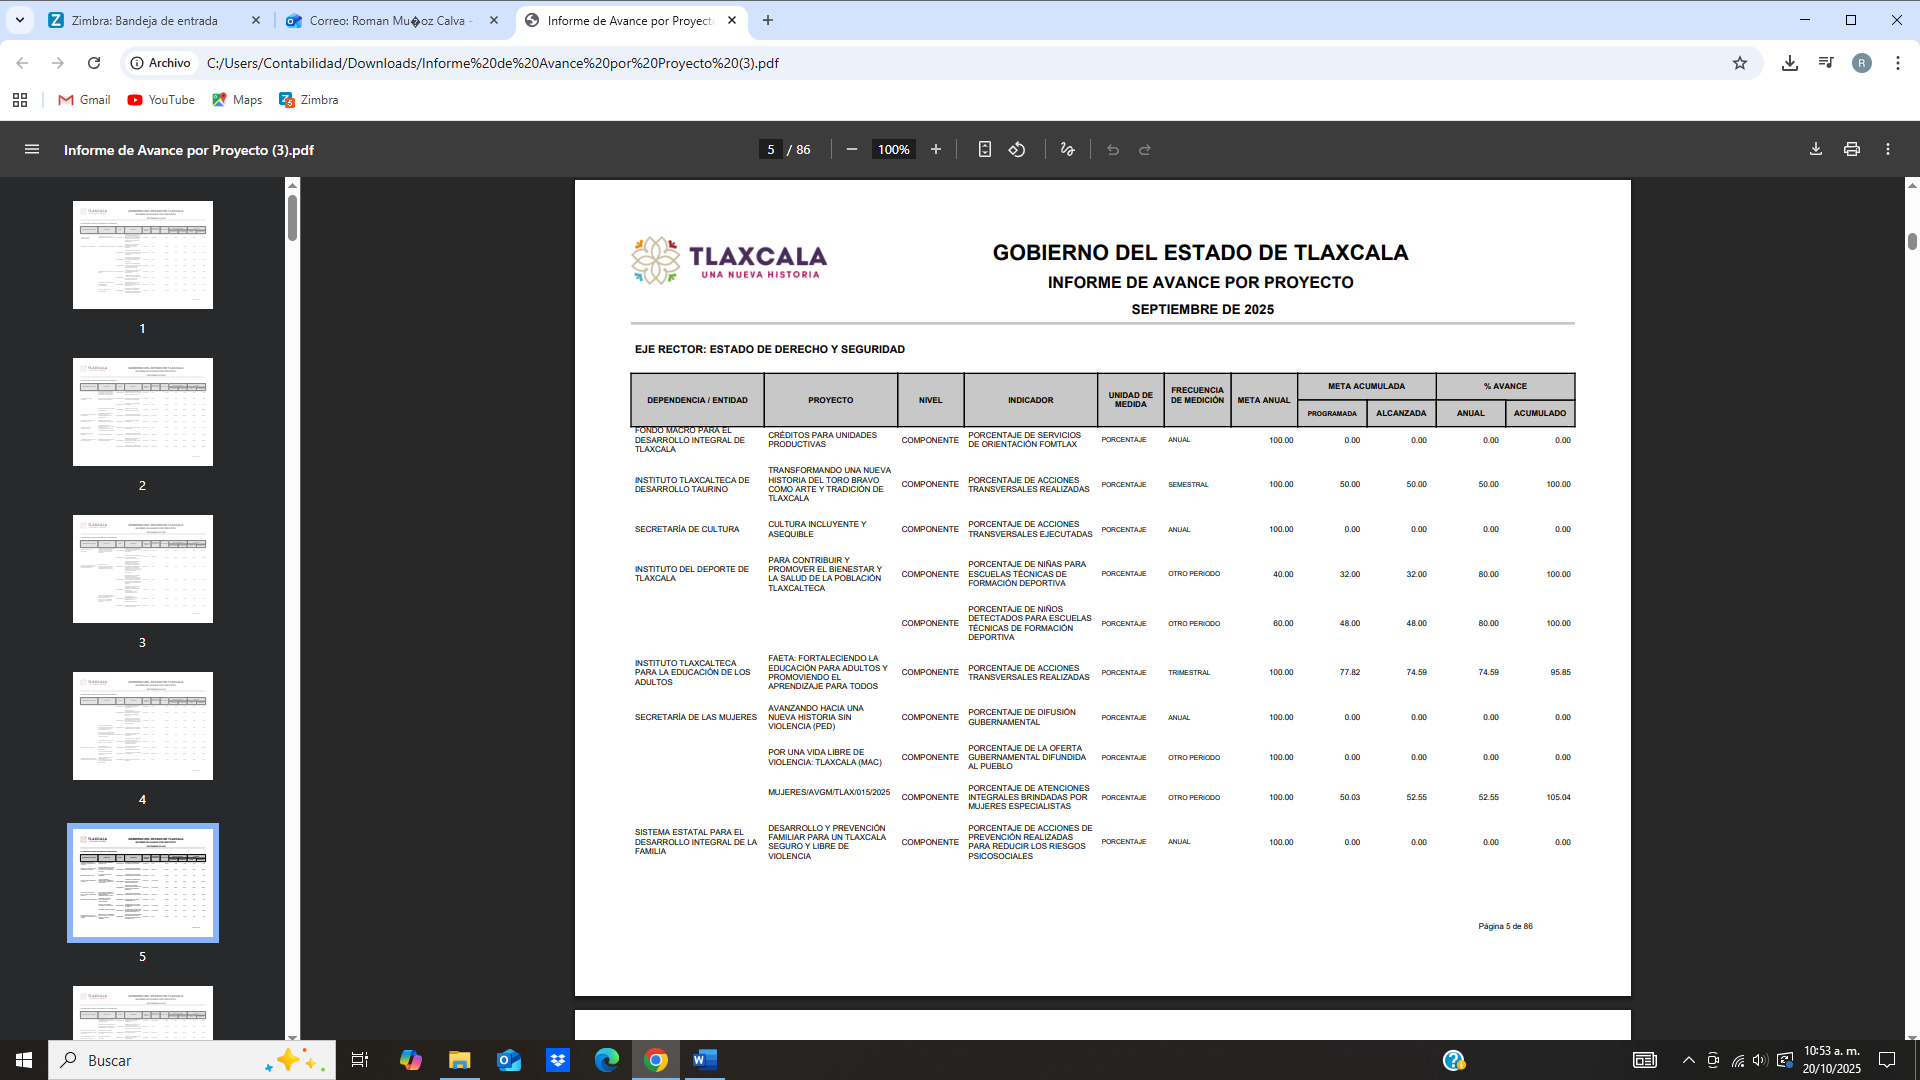 Zimbra: Bandeja de entrada
Correo: Roman Mu�oz Calva -
Informe de Avance por Proyecto
Archivo
C:/Users/Contabilidad/Downloads/Informe%20de%20Avance%20por%20Proyecto%20(3).pdf
R
Gmail
YouTube
Maps
Zimbra
Informe de Avance por Proyecto (3).pdf
5 / 86
100%
1
2
3
4
5
TLAXCALA
UNA NUEVA HISTORIA
GOBIERNO DEL ESTADO DE TLAXCALA
INFORME DE AVANCE POR PROYECTO
SEPTIEMBRE DE 2025
EJE RECTOR: ESTADO DE DERECHO Y SEGURIDAD
DEPENDENCIA / ENTIDAD
PROYECTO
NIVEL
INDICADOR
UNIDAD DE
MEDIDA
FRECUENCIA
DE MEDICIÓN
META ANUAL
META ACUMULADA
PROGRAMADA
ALCANZADA
% AVANCE
ANUAL
ACUMULADO
FONDO MACRO PARA EL
DESARROLLO INTEGRAL DE
TLAXCALA
CRÉDITOS PARA UNIDADES
PRODUCTIVAS
COMPONENTE
PORCENTAJE DE SERVICIOS
DE ORIENTACIÓN FOMTLAX
PORCENTAJE
ANUAL
100.00
0.00
0.00
0.00
0.00
INSTITUTO TLAXCALTECA DE
DESARROLLO TAURINO
TRANSFORMANDO UNA NUEVA
HISTORIA DEL TORO BRAVO
COMO ARTE Y TRADICIÓN DE
TLAXCALA
COMPONENTE
PORCENTAJE DE ACCIONES
TRANSVERSALES REALIZADAS
PORCENTAJE
SEMESTRAL
100.00
50.00
50.00
50.00
100.00
SECRETARÍA DE CULTURA
CULTURA INCLUYENTE Y
ASEQUIBLE
COMPONENTE
PORCENTAJE DE ACCIONES
TRANSVERSALES EJECUTADAS
PORCENTAJE
ANUAL
100.00
0.00
0.00
0.00
0.00
INSTITUTO DEL DEPORTE DE
TLAXCALA
PARA CONTRIBUIR Y
PROMOVER EL BIENESTAR Y
LA SALUD DE LA POBLACIÓN
TLAXCALTECA
COMPONENTE
PORCENTAJE DE NIÑAS PARA
ESCUELAS TÉCNICAS DE
FORMACIÓN DEPORTIVA
PORCENTAJE
OTRO PERIODO
40.00
32.00
32.00
80.00
100.00
COMPONENTE
PORCENTAJE DE NIÑOS
DETECTADOS PARA ESCUELAS
TÉCNICAS DE FORMACIÓN
DEPORTIVA
PORCENTAJE
OTRO PERIODO
60.00
48.00
48.00
80.00
100.00
INSTITUTO TLAXCALTECA
PARA LA EDUCACIÓN DE LOS
ADULTOS
FAETA: FORTALECIENDO LA
EDUCACIÓN PARA ADULTOS Y
PROMOVIENDO EL
APRENDIZAJE PARA TODOS
COMPONENTE
PORCENTAJE DE ACCIONES
TRANSVERSALES REALIZADAS
PORCENTAJE
TRIMESTRAL
100.00
77.82
74.59
74.59
95.85
SECRETARÍA DE LAS MUJERES
AVANZANDO HACIA UNA
NUEVA HISTORIA SIN
VIOLENCIA (PED)
COMPONENTE
PORCENTAJE DE DIFUSIÓN
GUBERNAMENTAL
PORCENTAJE
ANUAL
100.00
0.00
0.00
0.00
0.00
POR UNA VIDA LIBRE DE
VIOLENCIA: TLAXCALA (MAC)
COMPONENTE
PORCENTAJE DE LA OFERTA
GUBERNAMENTAL DIFUNDIDA
AL PUEBLO
PORCENTAJE
OTRO PERIODO
100.00
0.00
0.00
0.00
0.00
MUJERES/AVGM/TLAX/015/2025
COMPONENTE
PORCENTAJE DE ATENCIONES
INTEGRALES BRINDADAS POR
MUJERES ESPECIALISTAS
PORCENTAJE
OTRO PERIODO
100.00
50.03
52.55
52.55
105.04
SISTEMA ESTATAL PARA EL
DESARROLLO INTEGRAL DE LA
FAMILIA
DESARROLLO Y PREVENCIÓN
FAMILIAR PARA UN TLAXCALA
SEGURO Y LIBRE DE
VIOLENCIA
COMPONENTE
PORCENTAJE DE ACCIONES DE
PREVENCIÓN REALIZADAS
PARA REDUCIR LOS RIESGOS
PSICOSOCIALES
PORCENTAJE
ANUAL
100.00
0.00
0.00
0.00
0.00
Página 5 de 86
Buscar
10:53 a. m.
20/10/2025